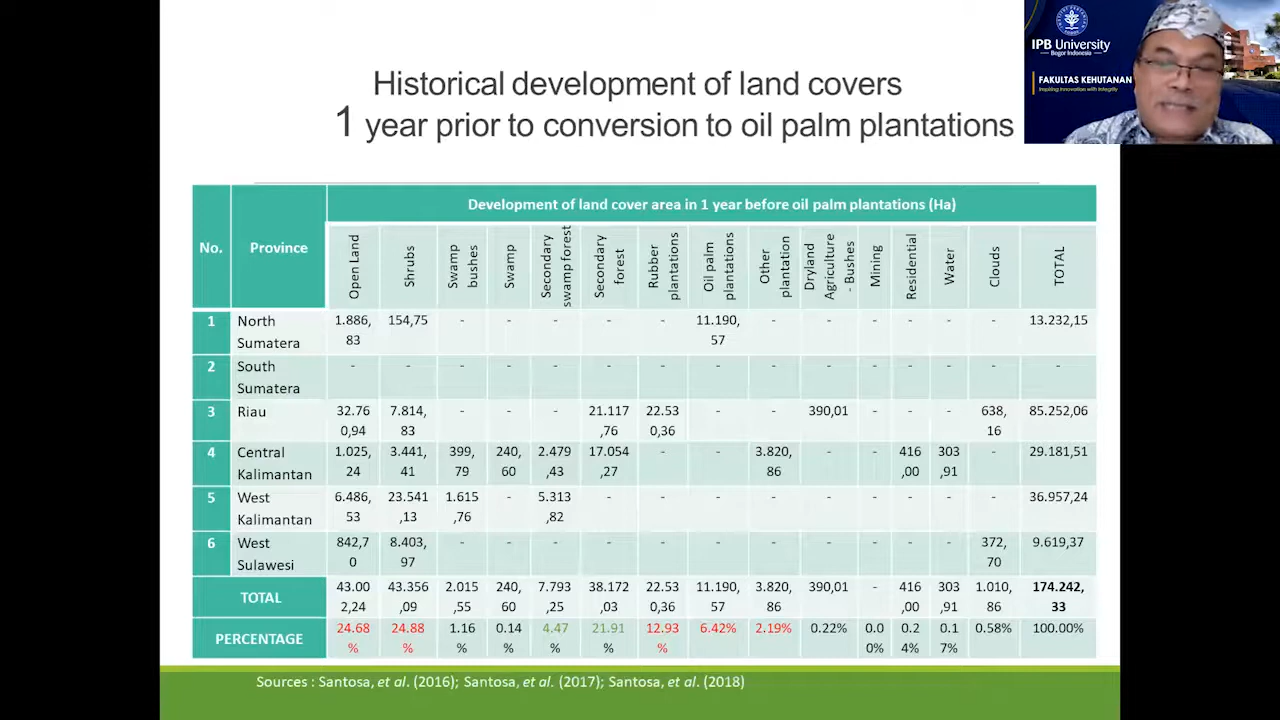 IPB University
Bogor Indonesia
FAKULTAS KEHUTANAN
Inspiring Innovation with Integrity
Historical development of land covers
1 year prior to conversion to oil palm plantations
No. Province Development of land cover area in 1 year before oil palm plantations (Ha)
Open Land Shrubs Swamp bushes Swamp Secondary swamp forest Secondary forest Rubber plantations Oil palm plantations Other plantation Dryland Agriculture - Bushes Mining Residential Water Clouds TOTAL
1 North Sumatera 1.886,83 154,75 - - - - - 11.190,57 - - - - - - 13.232,15
2 South Sumatera - - - - - - - - - - - - - - -
3 Riau 32.760,94 7.814,83 - - - 21.117,76 22.530,36 - - 390,01 - - - 638,16 85.252,06
4 Central Kalimantan 1.025,24 3.441,41 399,79 240,60 2.479,43 17.054,27 - - 3.820,86 - - 416,00 303,91 - 29.181,51
5 West Kalimantan 6.486,53 23.541,13 1.615,76 - 5.313,82 - - - - - - - - - 36.957,24
6 West Sulawesi 842,70 8.403,97 - - - - - - - - - - - 372,70 9.619,37
TOTAL 43.002,24 43.356,09 2.015,55 240,60 7.793,25 38.172,03 22.530,36 11.190,57 3.820,86 390,01 - 416,00 303,91 1.010,86 174.242,33
PERCENTAGE 24.68% 24.88% 1.16% 0.14% 4.47% 21.91% 12.93% 6.42% 2.19% 0.22% 0.00% 0.24% 0.17% 0.58% 100.00%
Sources : Santosa, et al. (2016); Santosa, et al. (2017); Santosa, et al. (2018)